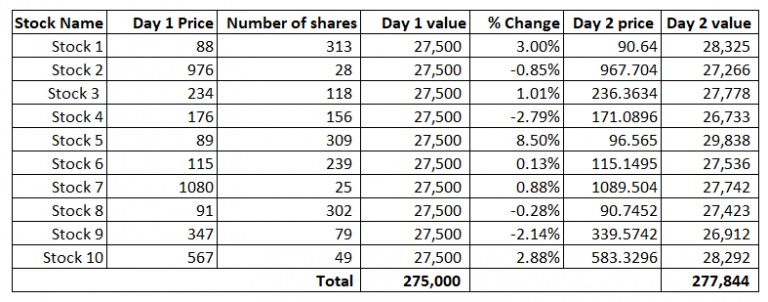 Stock Name Day 1 Price Number of shares Day 1 value % Change Day 2 price Day 2 value
Stock 1 88 313 27,500 3.00% 90.64 28,325
Stock 2 976 28 27,500 -0.85% 967.704 27,266
Stock 3 234 118 27,500 1.01% 236.3634 27,778
Stock 4 176 156 27,500 -2.79% 171.0896 26,733
Stock 5 89 309 27,500 8.50% 96.565 29,838
Stock 6 115 239 27,500 0.13% 115.1495 27,536
Stock 7 1080 25 27,500 0.88% 1089.504 27,742
Stock 8 91 302 27,500 -0.28% 90.7452 27,423
Stock 9 347 79 27,500 -2.14% 339.5742 26,912
Stock 10 567 49 27,500 2.88% 583.3296 28,292
Total 275,000 277,844